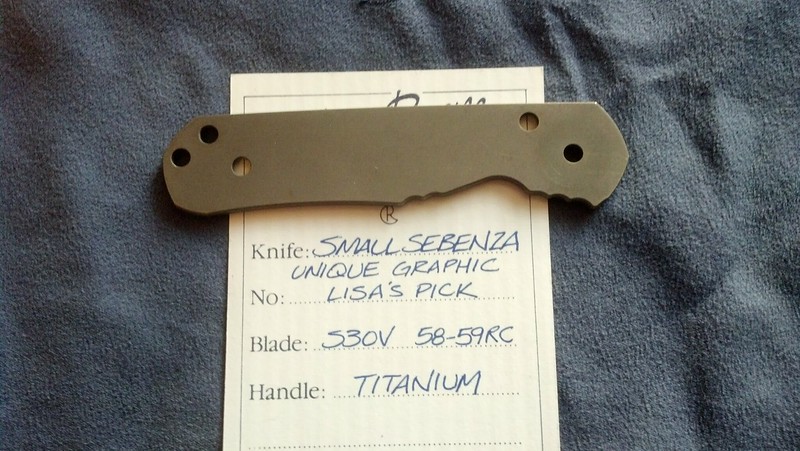 Knife: SMALL SEBENZA
UNIQUE GRAPHIC
No: LISA'S PICK
Blade: S30V 58-59RC
Handle: TITANIUM